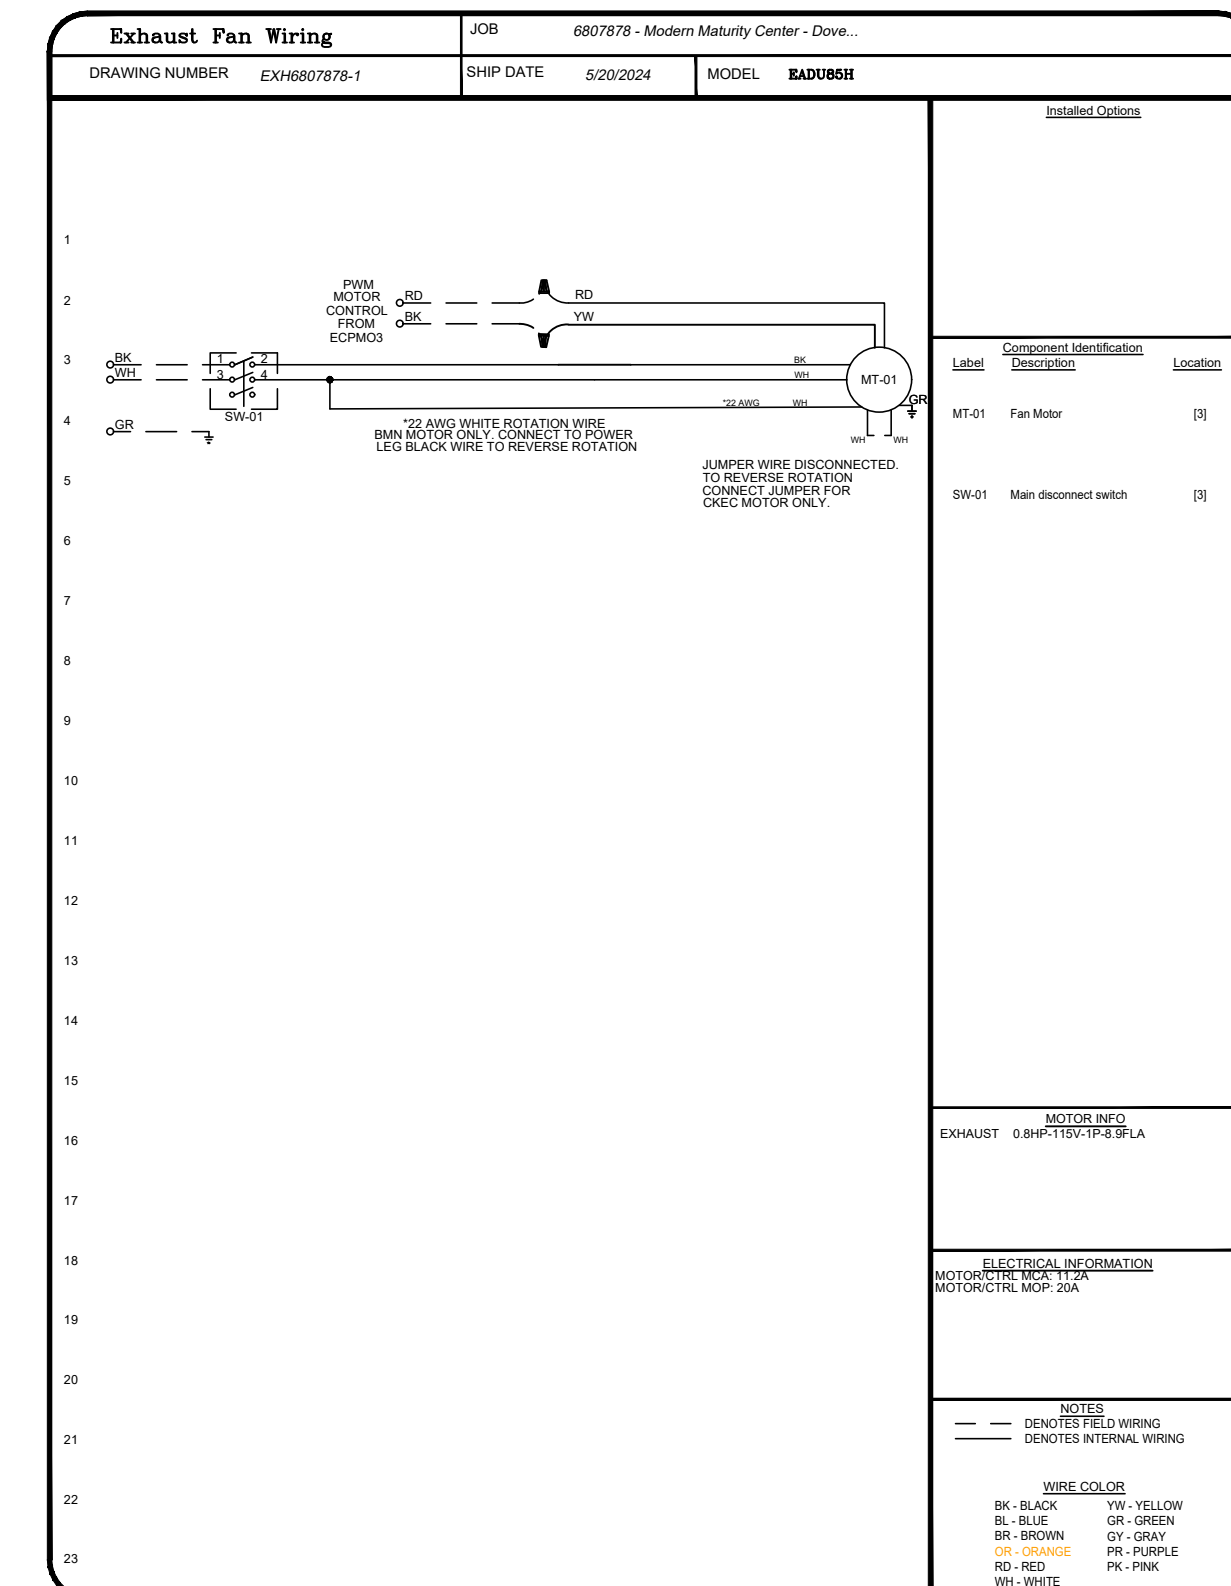 Exhaust Fan Wiring
JOB 6807878 - Modern Maturity Center - Dove...
DRAWING NUMBER EXH6807878-1
SHIP DATE 5/20/2024
MODEL EADU85H
Installed Options
1
2
3
4
5
6
7
8
9
10
11
12
13
14
15
16
17
18
19
20
21
22
23
PWM
MOTOR
CONTROL
FROM
ECPM03
RD
BK
RD
YW
BK
WH
1 2
3 4
SW-01
GR
BK
WH
*22 AWG WH
MT-01
GR
WH WH
*22 AWG WHITE ROTATION WIRE
BMN MOTOR ONLY. CONNECT TO POWER
LEG BLACK WIRE TO REVERSE ROTATION
JUMPER WIRE DISCONNECTED.
TO REVERSE ROTATION
CONNECT JUMPER FOR
CKEC MOTOR ONLY.
Component Identification
Label Description Location
MT-01 Fan Motor [3]
SW-01 Main disconnect switch [3]
MOTOR INFO
EXHAUST 0.8HP-115V-1P-8.9FLA
ELECTRICAL INFORMATION
MOTOR/CTRL MCA: 11.2A
MOTOR/CTRL MOP: 20A
NOTES
DENOTES FIELD WIRING
DENOTES INTERNAL WIRING
WIRE COLOR
BK - BLACK YW - YELLOW
BL - BLUE GR - GREEN
BR - BROWN GY - GRAY
OR - ORANGE PR - PURPLE
RD - RED PK - PINK
WH - WHITE